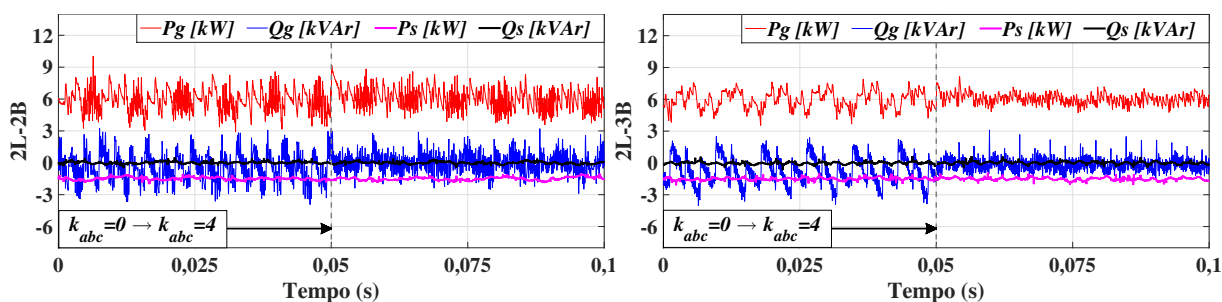 Pg [kW] Qg [kVAr] Ps [kW] Qs [kVAr]
12
9
6
3
0
-3
-6
2L-2B
k_abc=0 → k_abc=4
0 0,025 0,05 0,075 0,1
Tempo (s)
Pg [kW] Qg [kVAr] Ps [kW] Qs [kVAr]
12
9
6
3
0
-3
-6
2L-3B
k_abc=0 → k_abc=4
0 0,025 0,05 0,075 0,1
Tempo (s)